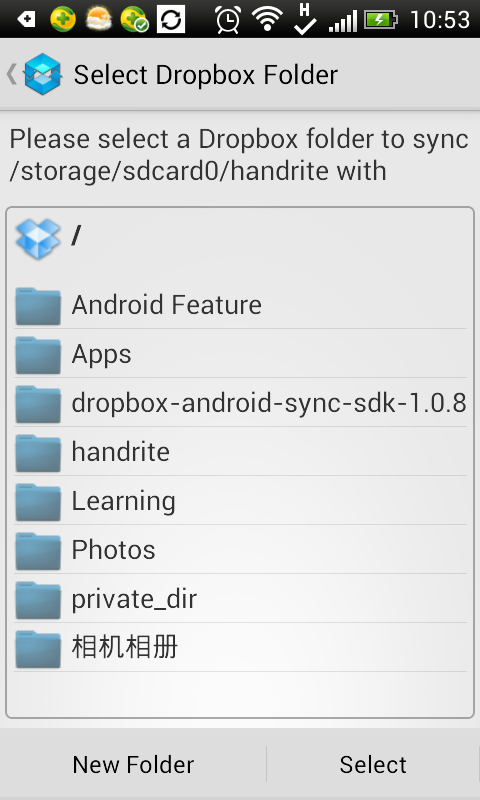 H
10:53
Select Dropbox Folder
Please select a Dropbox folder to sync
/storage/sdcard0/handrite with
/
Android Feature
Apps
dropbox-android-sync-sdk-1.0.8
handrite
Learning
Photos
private_dir
相机相册
New Folder
Select